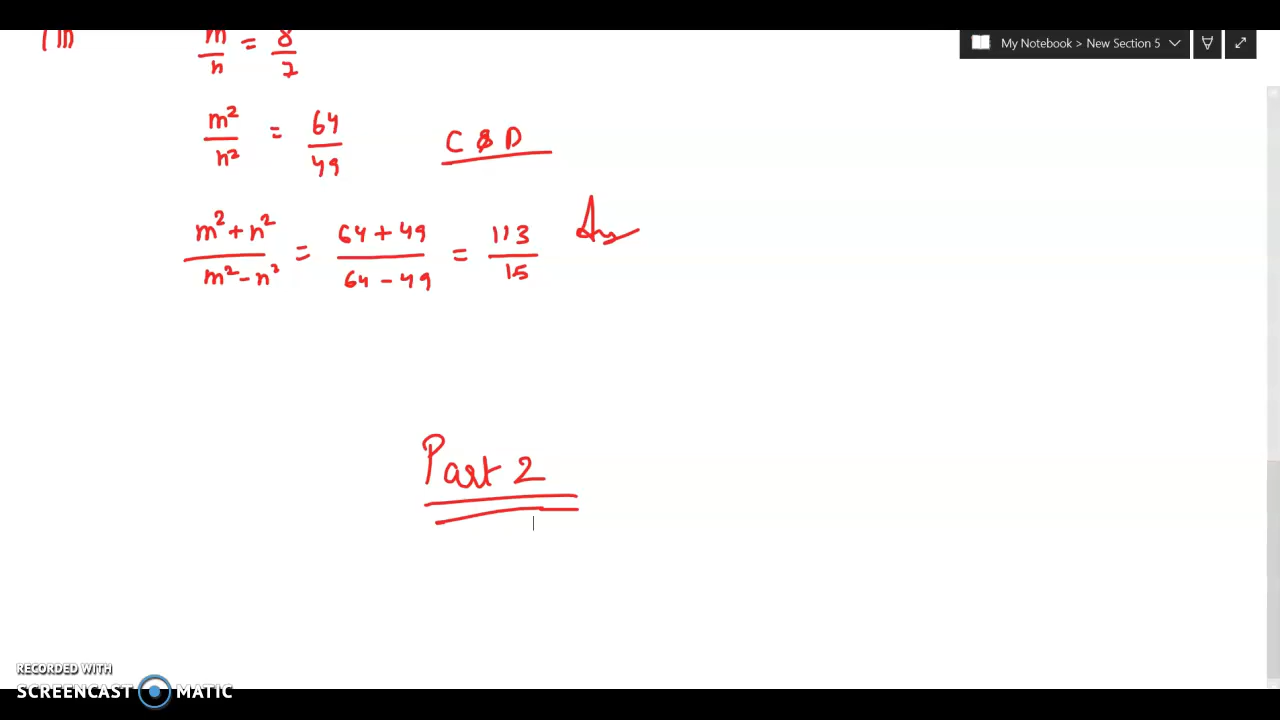 My Notebook > New Section 5
m/n = 8/7
m²/n² = 64/49 C & D
m²+n²/m²-n² = 64+49/64-49 = 113/15 Ans
Part 2
RECORDED WITH
SCREENCAST MATIC